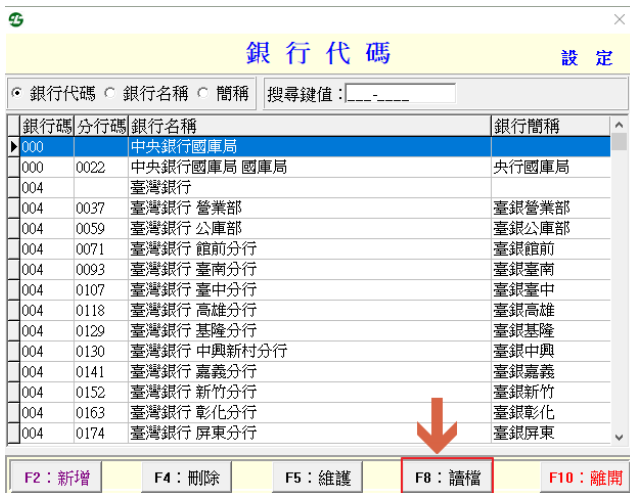 銀行代碼
設 定
銀行代碼 銀行名稱 簡稱 搜尋鍵值：___-____
銀行碼 分行碼 銀行名稱 銀行簡稱
000 中央銀行國庫局
000 0022 中央銀行國庫局 國庫局 央行國庫局
004 臺灣銀行
004 0037 臺灣銀行 營業部 臺銀營業部
004 0059 臺灣銀行 公庫部 臺銀公庫部
004 0071 臺灣銀行 館前分行 臺銀館前
004 0093 臺灣銀行 臺南分行 臺銀臺南
004 0107 臺灣銀行 臺中分行 臺銀臺中
004 0118 臺灣銀行 高雄分行 臺銀高雄
004 0129 臺灣銀行 基隆分行 臺銀基隆
004 0130 臺灣銀行 中興新村分行 臺銀中興
004 0141 臺灣銀行 嘉義分行 臺銀嘉義
004 0152 臺灣銀行 新竹分行 臺銀新竹
004 0163 臺灣銀行 彰化分行 臺銀彰化
004 0174 臺灣銀行 屏東分行 臺銀屏東
F2：新增 F4：刪除 F5：維護 F8：讀檔 F10：離開